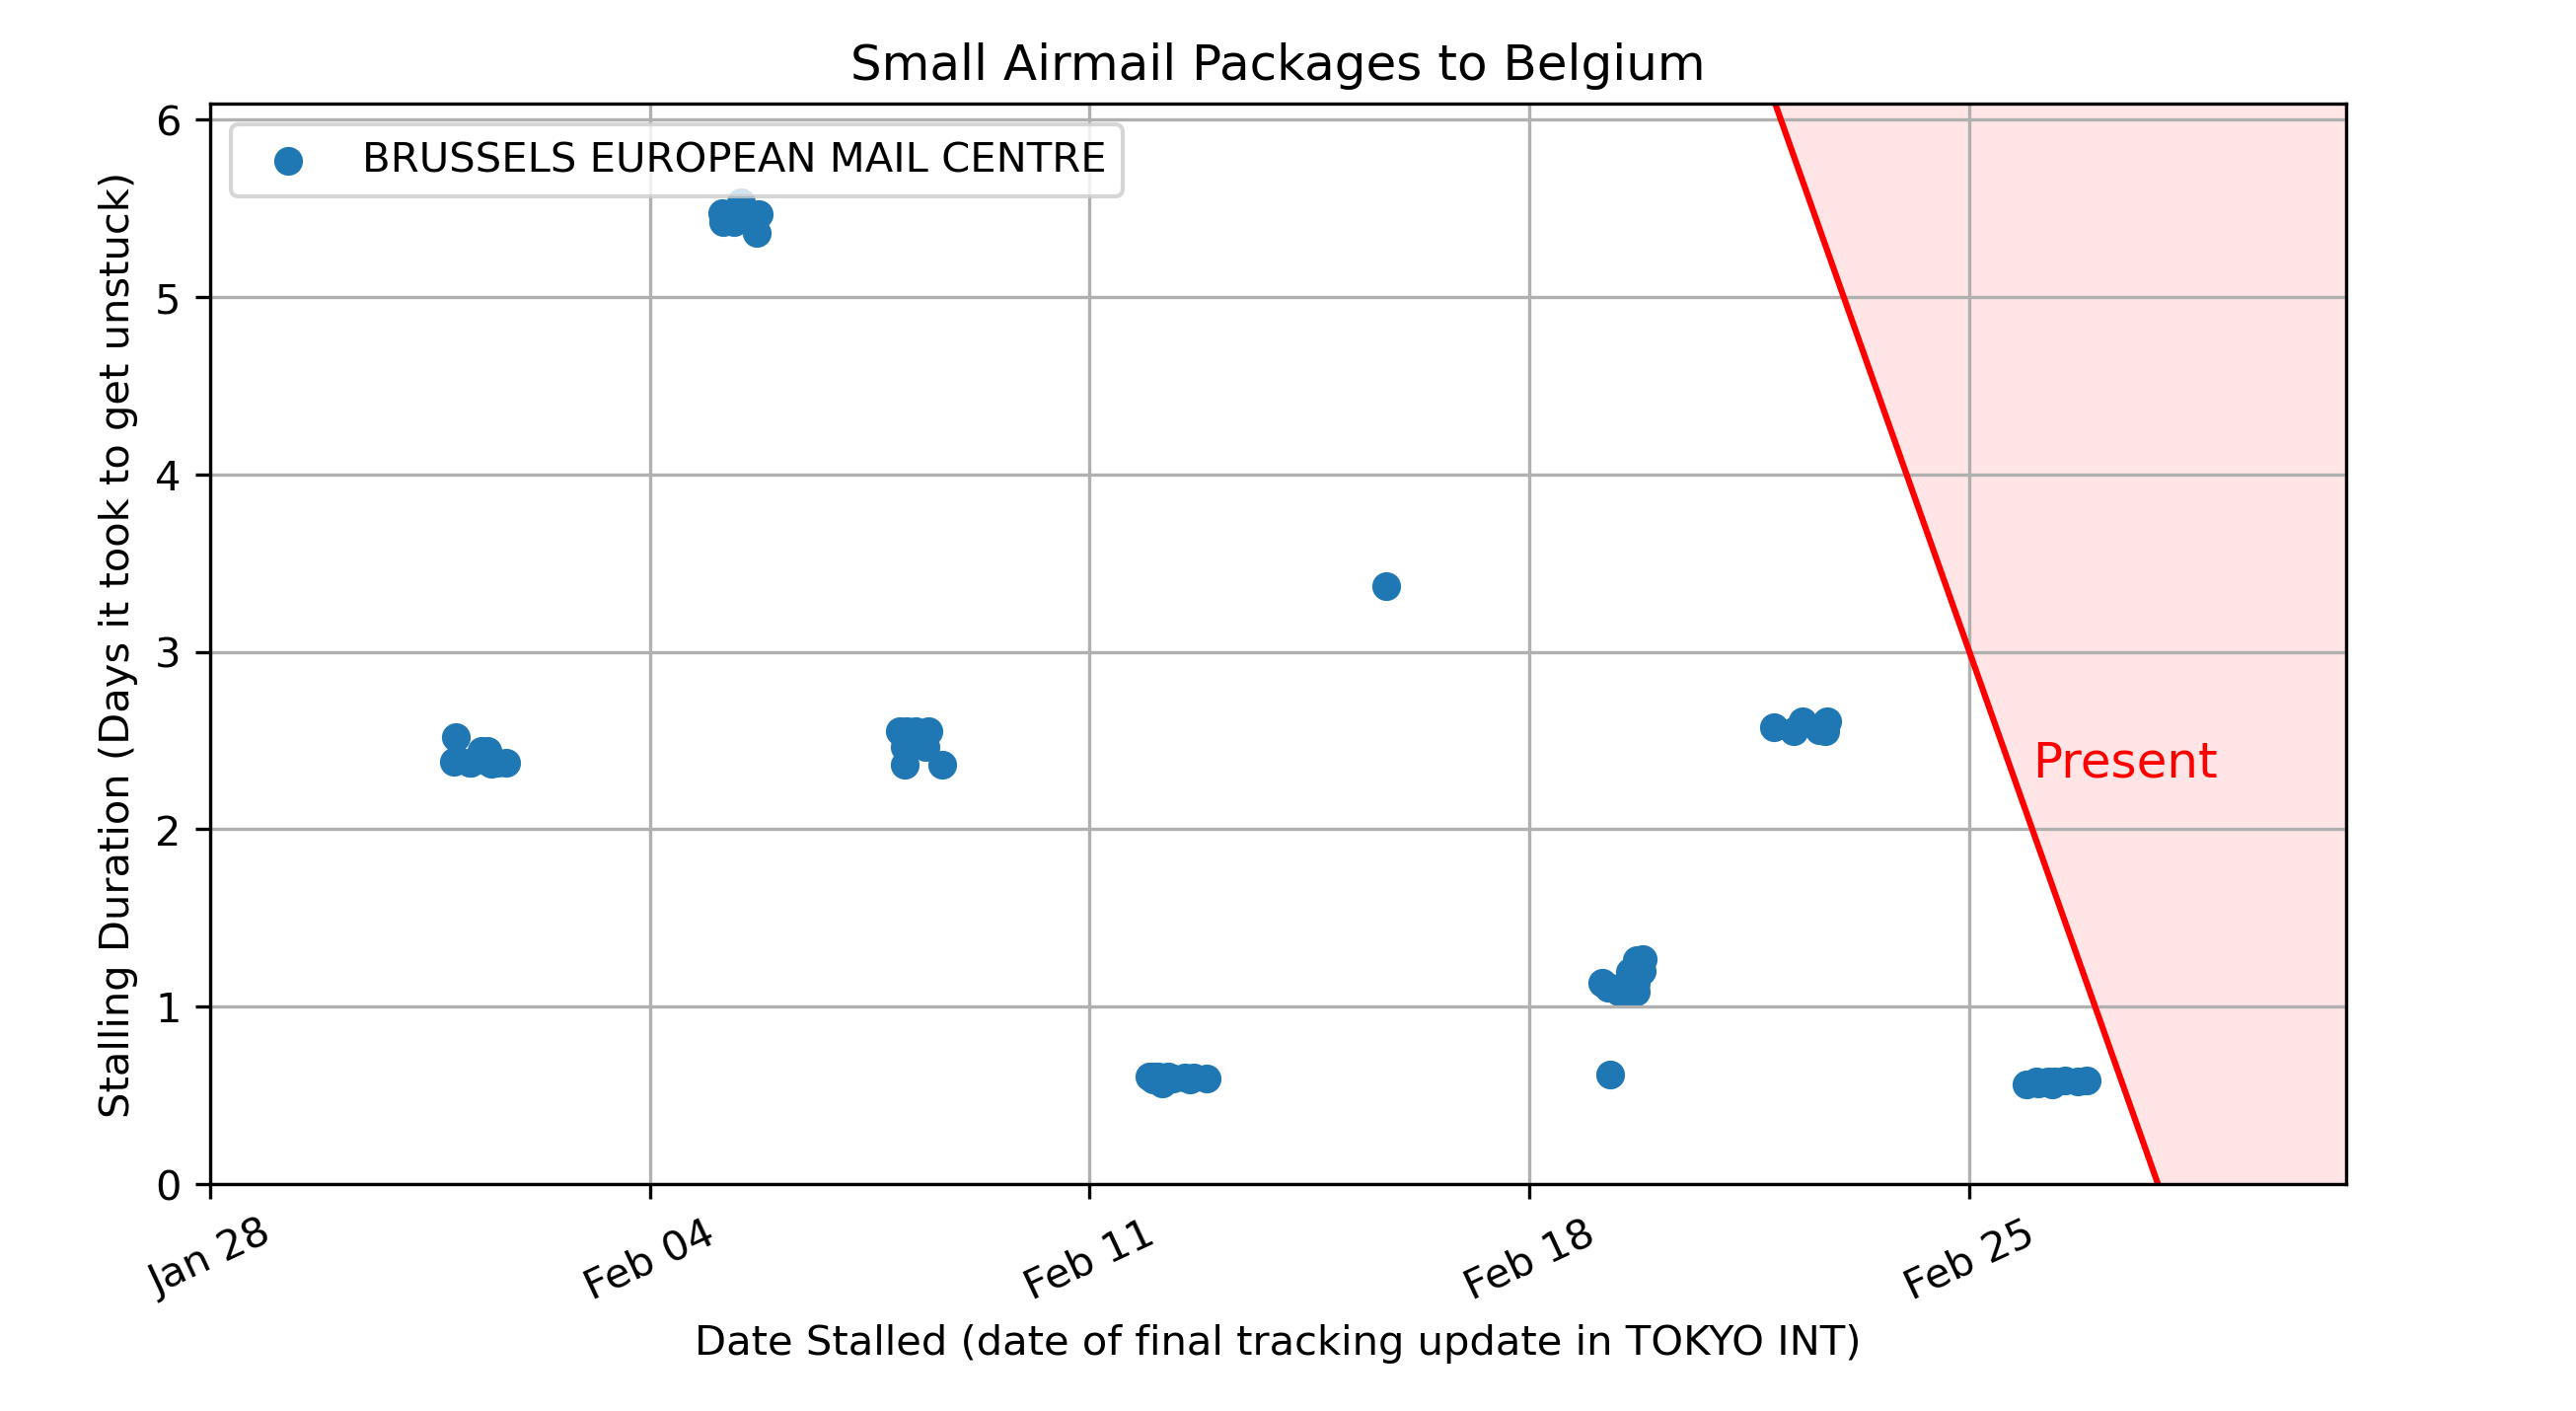 Small Airmail Packages to Belgium
BRUSSELS EUROPEAN MAIL CENTRE
Stalling Duration (Days it took to get unstuck)
6
5
4
3
2
1
0
Present
Jan 28
Feb 04
Feb 11
Feb 18
Feb 25
Date Stalled (date of final tracking update in TOKYO INT)